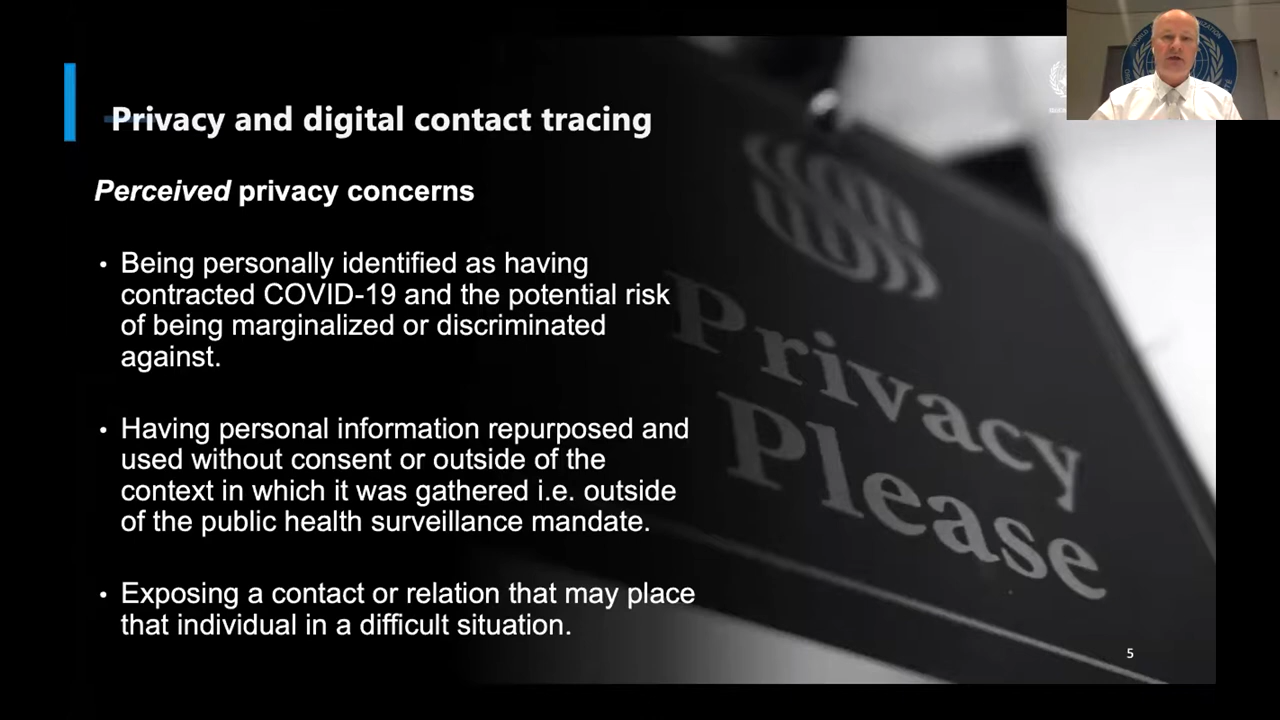 Privacy and digital contact tracing
Perceived privacy concerns
• Being personally identified as having
contracted COVID-19 and the potential risk
of being marginalized or discriminated
against.
• Having personal information repurposed and
used without consent or outside of the
context in which it was gathered i.e. outside
of the public health surveillance mandate.
• Exposing a contact or relation that may place
that individual in a difficult situation.
Privacy
Please
5